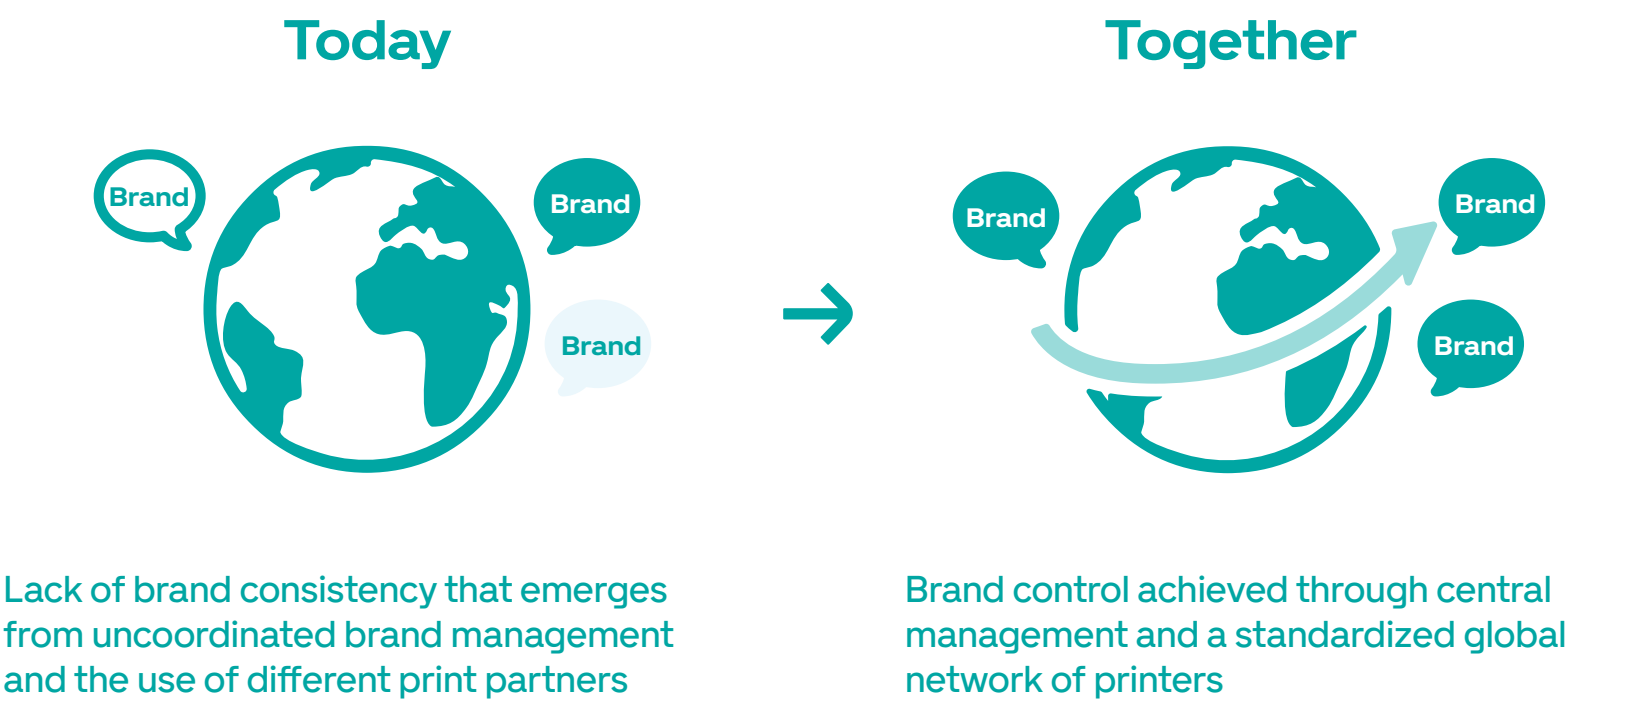 Today
Together
Brand
Brand
Brand
Brand
Brand
Brand
Lack of brand consistency that emerges
from uncoordinated brand management
and the use of different print partners
Brand control achieved through central
management and a standardized global
network of printers